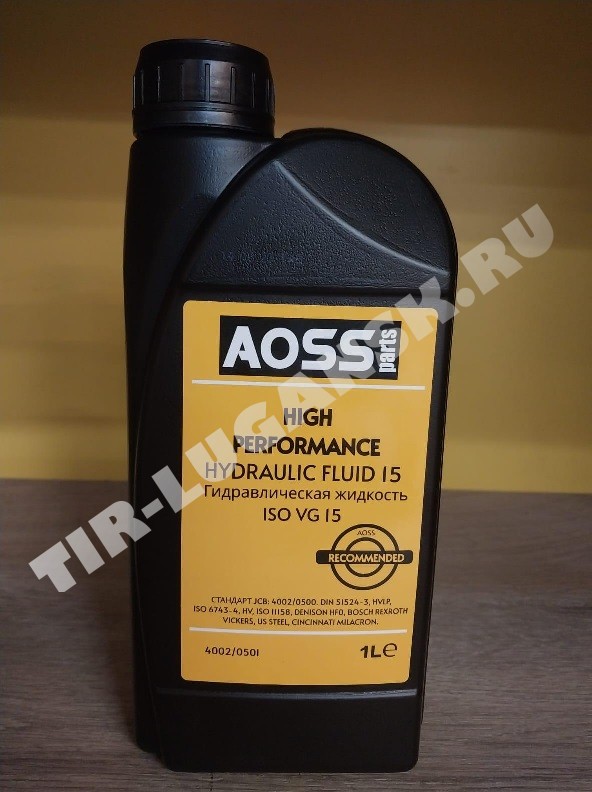 AOSS parts
HIGH
PERFORMANCE
HYDRAULIC FLUID 15
Гидравлическая жидкость
ISO VG 15
AOSS
RECOMMENDED
СТАНДАРТ JCB: 4002/0500. DIN 51524-3, HVLP,
ISO 6743-4, HV, ISO 11158, DENISON HF0, BOSCH REXROTH
VICKERS, US STEEL, CINCINNATI MILACRON.
4002/0501
1L℮
TIR-LUGANSK.RU